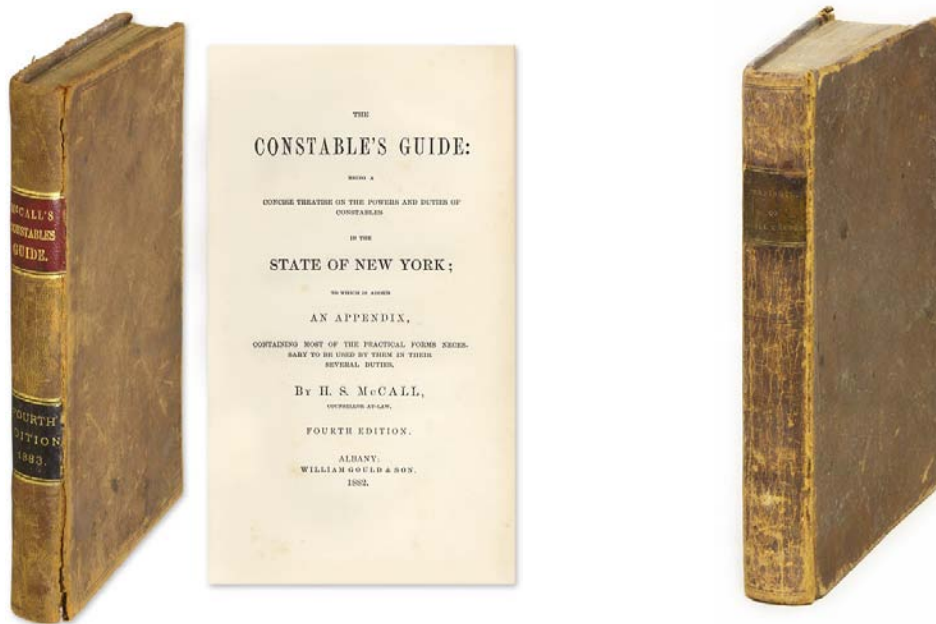 McCALL'S
CONSTABLES
GUIDE.
FOURTH
EDITION
1883.
THE
CONSTABLE'S GUIDE:
BEING A
CONCISE TREATISE ON THE POWERS AND DUTIES OF
CONSTABLES
IN THE
STATE OF NEW YORK;
TO WHICH IS ADDED
AN APPENDIX,
CONTAINING MOST OF THE PRACTICAL FORMS NECES-
SARY TO BE USED BY THEM IN THEIR
SEVERAL DUTIES.
BY H. S. McCALL,
COUNSELLOR AT-LAW.
FOURTH EDITION.
ALBANY:
WILLIAM GOULD & SON.
1882.